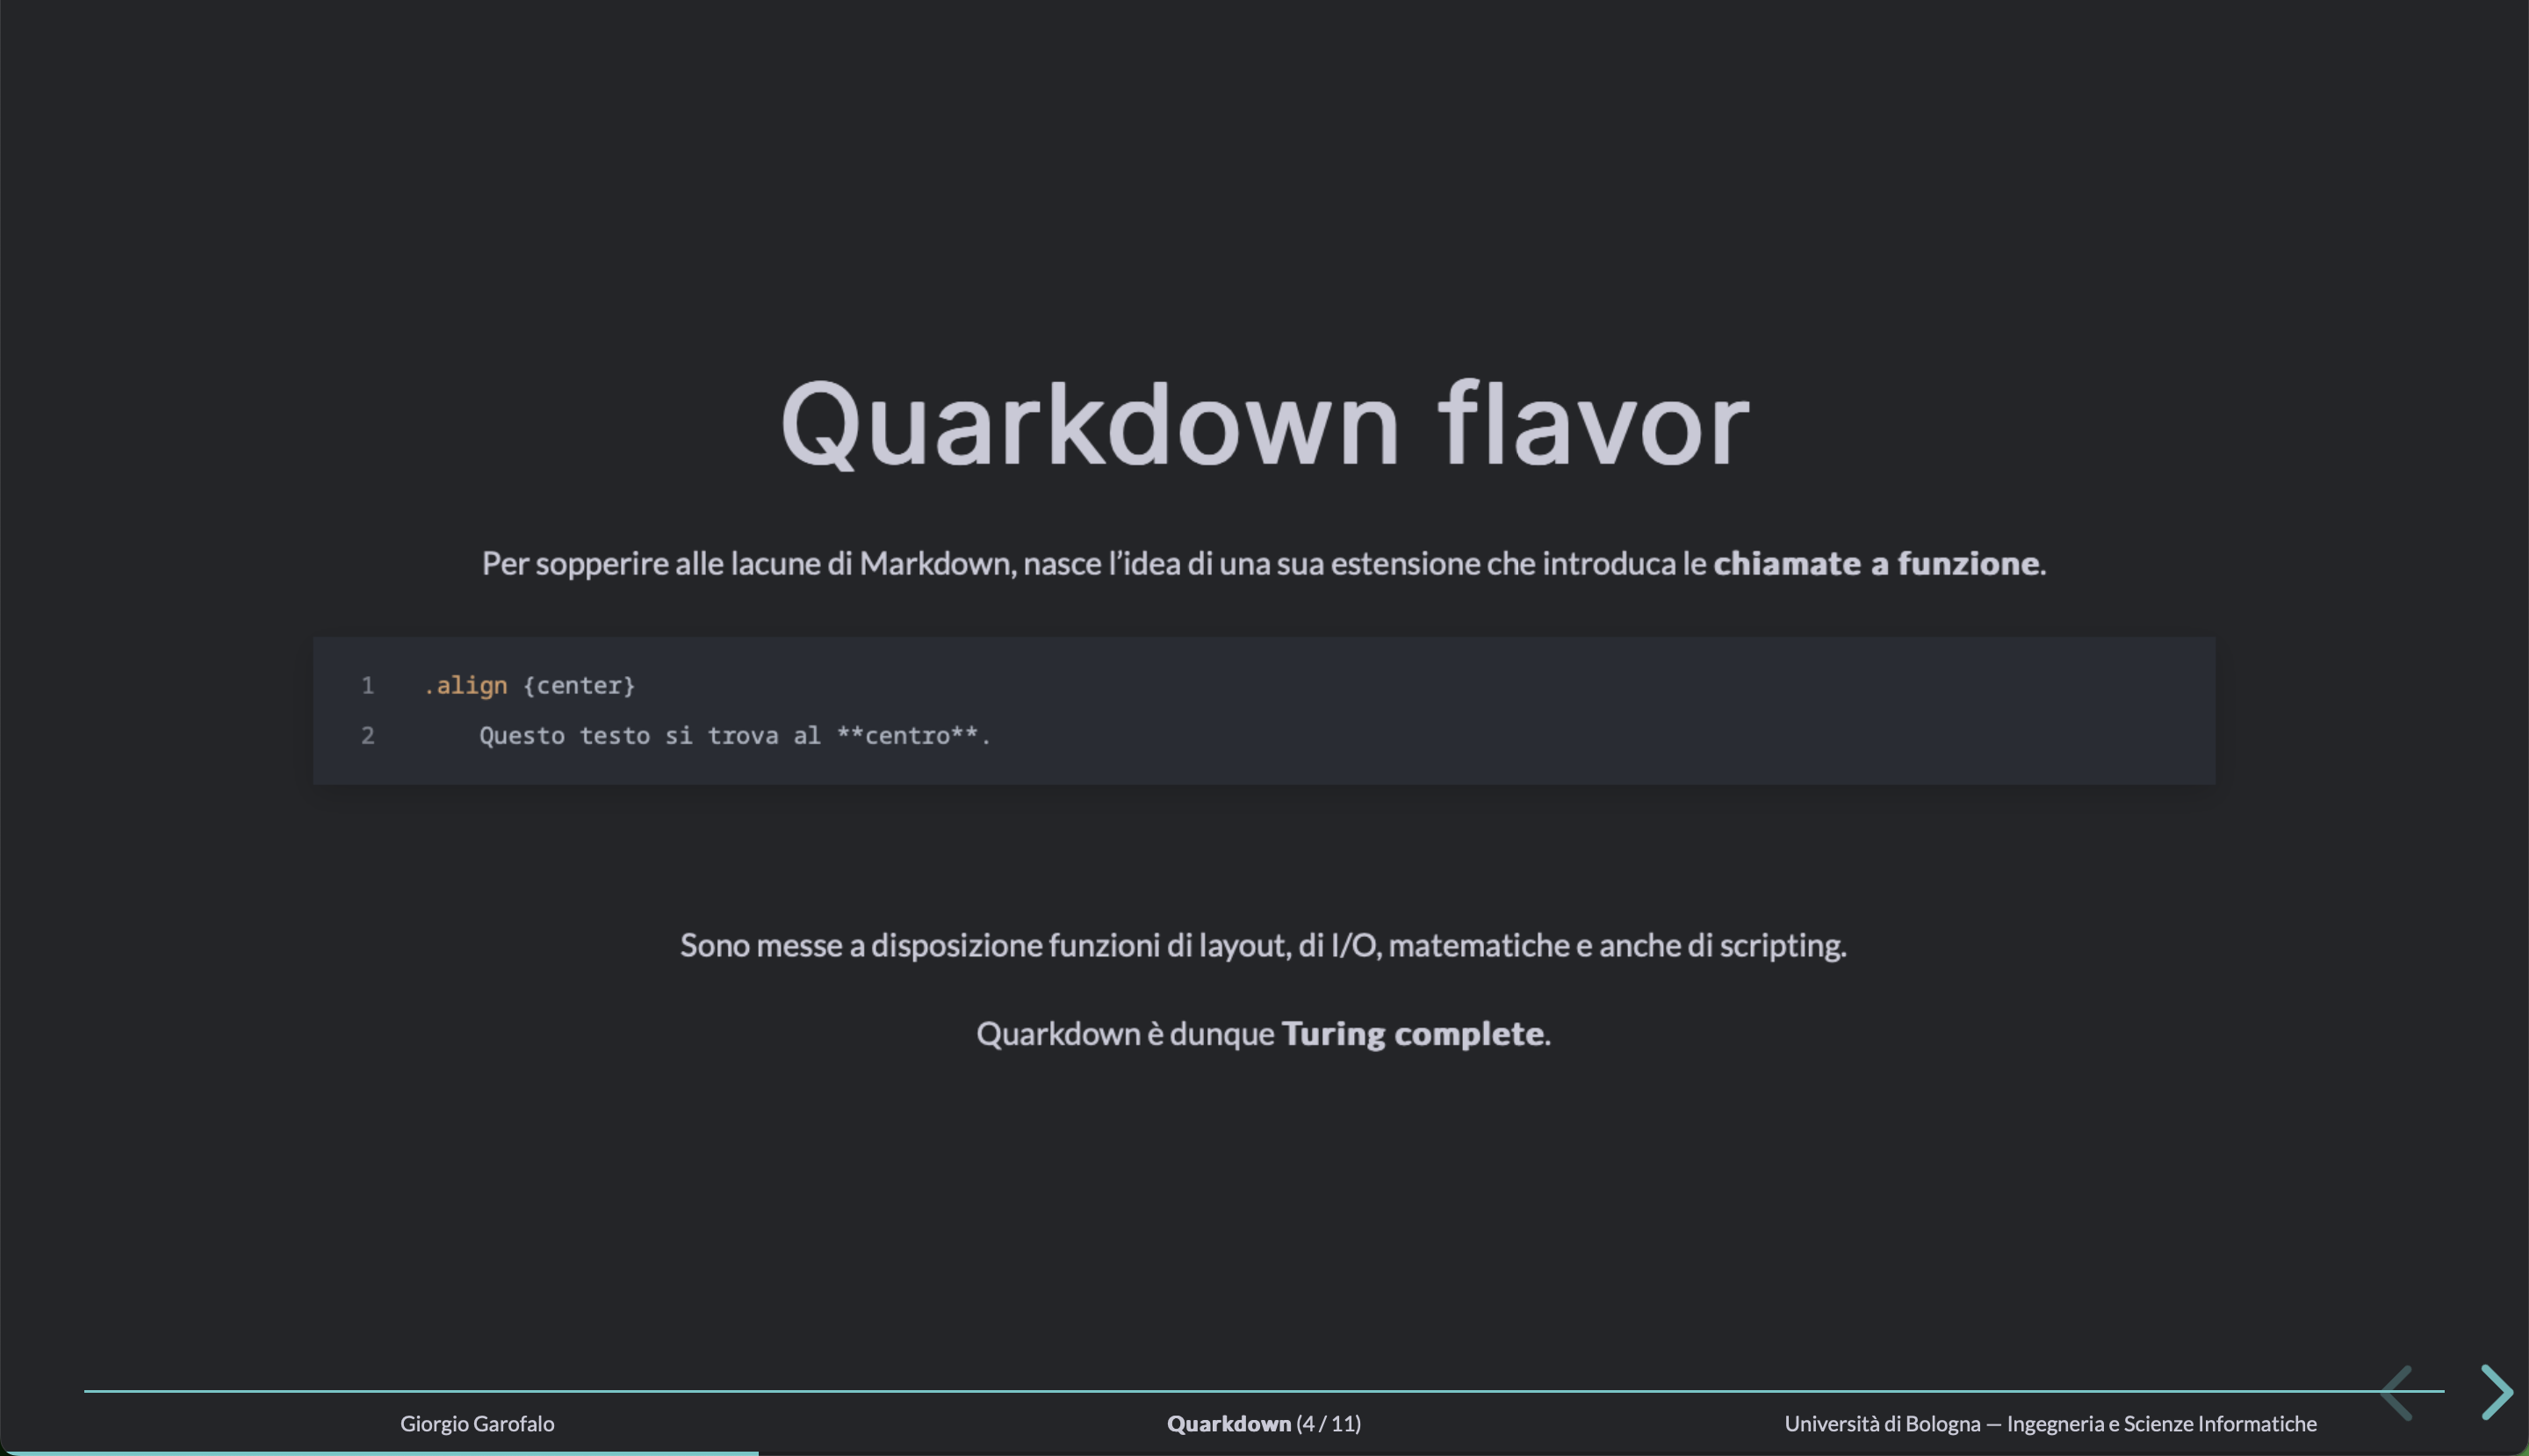 Quarkdown flavor
Per sopperire alle lacune di Markdown, nasce l’idea di una sua estensione che introduca le chiamate a funzione.
1 .align {center}
2 Questo testo si trova al **centro**.
Sono messe a disposizione funzioni di layout, di I/O, matematiche e anche di scripting.
Quarkdown è dunque Turing complete.
Giorgio Garofalo
Quarkdown (4 / 11)
Università di Bologna — Ingegneria e Scienze Informatiche